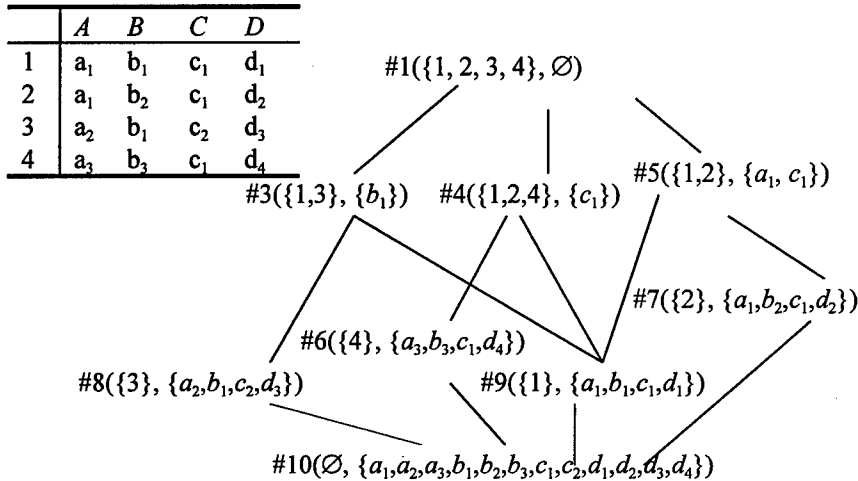 A B C D
1 a₁ b₁ c₁ d₁
2 a₁ b₂ c₁ d₂
3 a₂ b₁ c₂ d₃
4 a₃ b₃ c₁ d₄
#1({1, 2, 3, 4}, ∅)
#3({1,3}, {b₁})
#4({1,2,4}, {c₁})
#5({1,2}, {a₁, c₁})
#7({2}, {a₁,b₂,c₁,d₂})
#6({4}, {a₃,b₃,c₁,d₄})
#8({3}, {a₂,b₁,c₂,d₃})
#9({1}, {a₁,b₁,c₁,d₁})
#10(∅, {a₁,a₂,a₃,b₁,b₂,b₃,c₁,c₂,d₁,d₂,d₃,d₄})